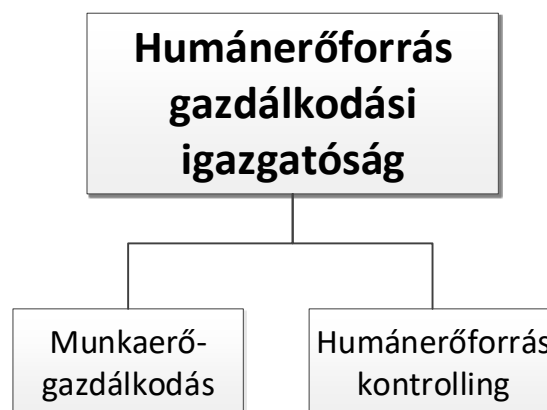 Humánerőforrás
gazdálkodási
igazgatóság
Munkaerő-
gazdálkodás
Humánerőforrás
kontrolling